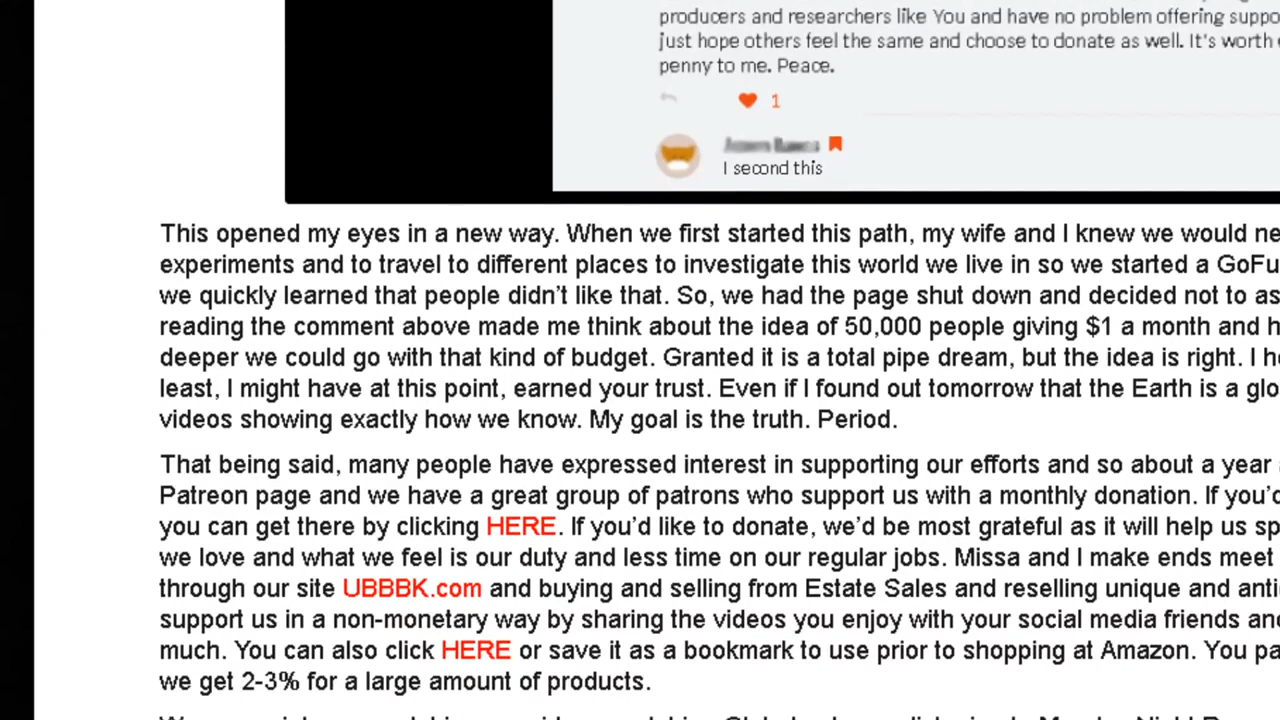 producers and researchers like You and have no problem offering
just hope others feel the same and choose to donate as well. It's worth
penny to me. Peace.
1
I second this
This opened my eyes in a new way. When we first started this path, my wife and I knew we would
experiments and to travel to different places to investigate this world we live in so we started a
we quickly learned that people didn't like that. So, we had the page shut down and decided not to
reading the comment above made me think about the idea of 50,000 people giving $1 a month and
deeper we could go with that kind of budget. Granted it is a total pipe dream, but the idea is right. I
least, I might have at this point, earned your trust. Even if I found out tomorrow that the Earth is a
videos showing exactly how we know. My goal is the truth. Period.
That being said, many people have expressed interest in supporting our efforts and so about a year
Patreon page and we have a great group of patrons who support us with a monthly donation. If
you can get there by clicking HERE. If you'd like to donate, we'd be most grateful as it will help us
we love and what we feel is our duty and less time on our regular jobs. Missa and I make ends meet
through our site UBBBK.com and buying and selling from Estate Sales and reselling unique and
support us in a non-monetary way by sharing the videos you enjoy with your social media friends
much. You can also click HERE or save it as a bookmark to use prior to shopping at Amazon. You
we get 2-3% for a large amount of products.